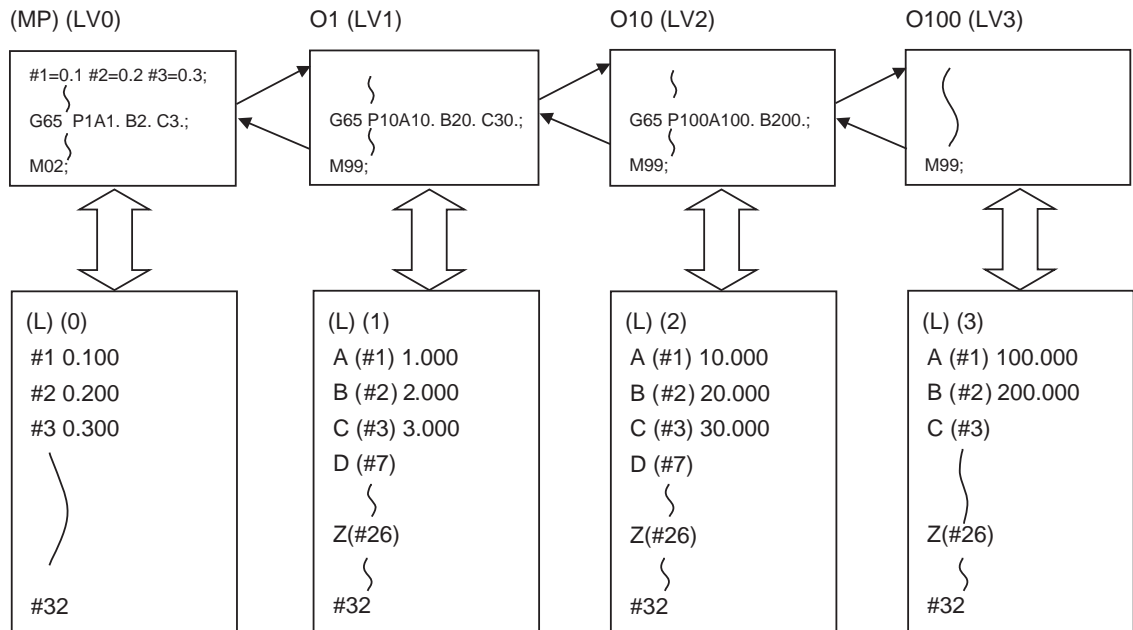 (MP) (LV0)
O1 (LV1)
O10 (LV2)
O100 (LV3)
#1=0.1 #2=0.2 #3=0.3;
G65 P1A1. B2. C3.;
M02;
G65 P10A10. B20. C30.;
M99;
G65 P100A100. B200.;
M99;
M99;
(L) (0)
#1 0.100
#2 0.200
#3 0.300
#32
(L) (1)
A (#1) 1.000
B (#2) 2.000
C (#3) 3.000
D (#7)
Z(#26)
#32
(L) (2)
A (#1) 10.000
B (#2) 20.000
C (#3) 30.000
D (#7)
Z(#26)
#32
(L) (3)
A (#1) 100.000
B (#2) 200.000
C (#3)
Z(#26)
#32